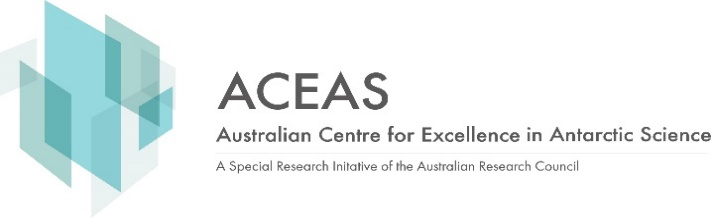 ACEAS
Australian Centre for Excellence in Antarctic Science
A Special Research Initative of the Australian Research Council